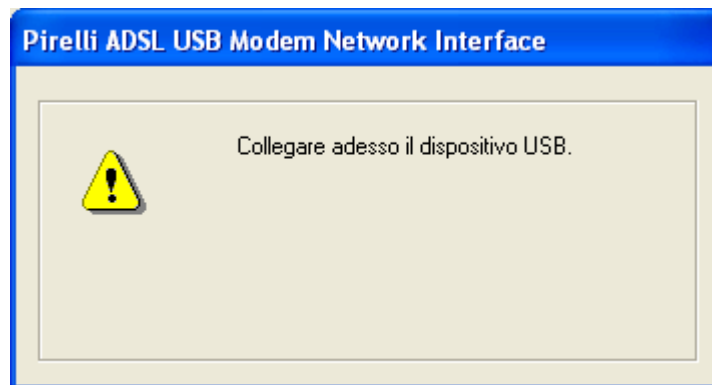 Pirelli ADSL USB Modem Network Interface
Collegare adesso il dispositivo USB.